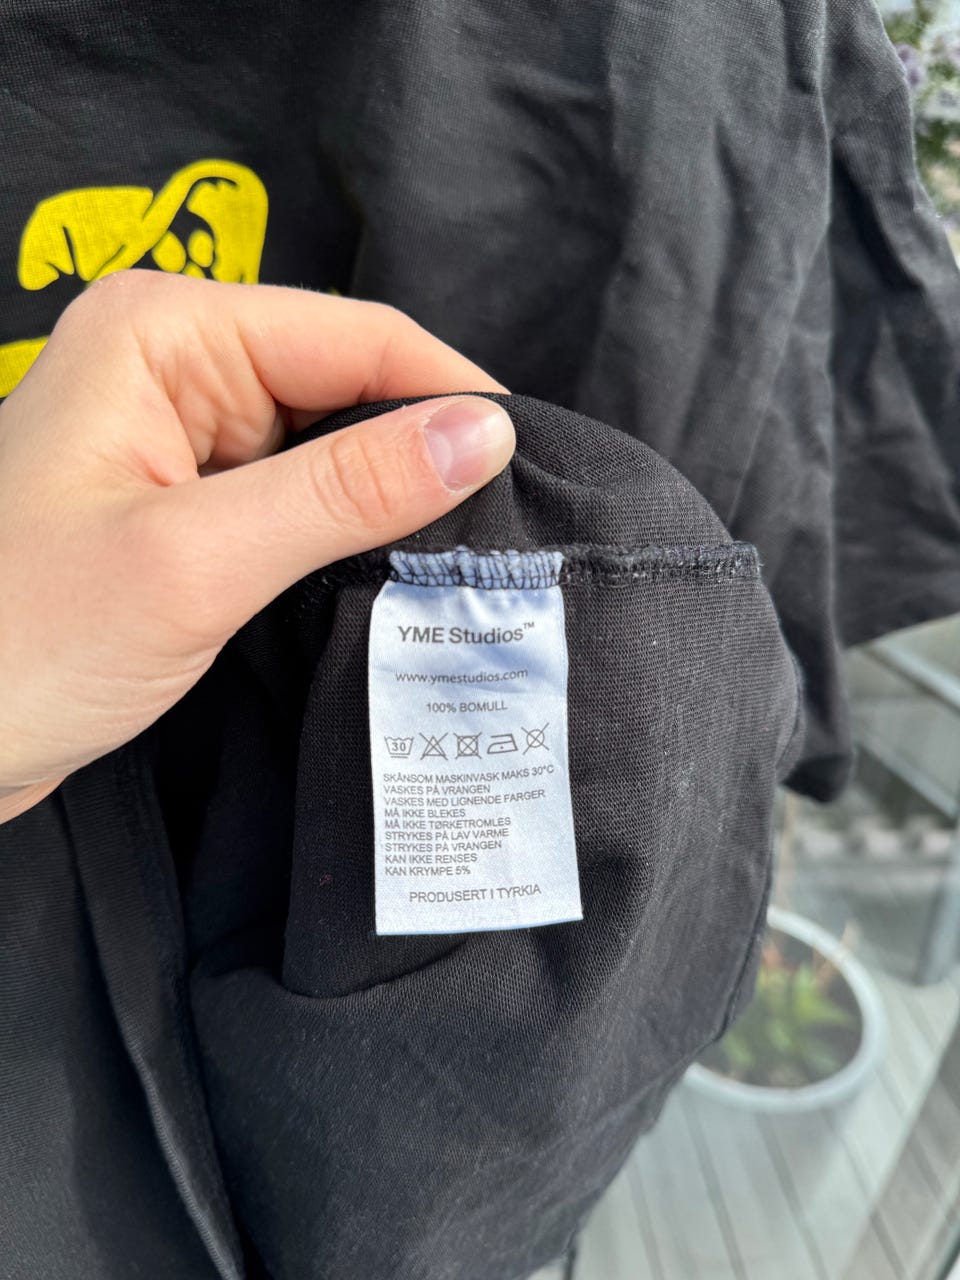 YME Studios™
www.ymestudios.com
100% BOMULL
30
SKÅNSOM MASKINVASK MAKS 30°C
VASKES PÅ VRANGEN
VASKES MED LIGNENDE FARGER
MÅ IKKE BLEKES
MÅ IKKE TØRKETROMLES
STRYKES PÅ LAV VARME
STRYKES PÅ VRANGEN
KAN IKKE RENSES
KAN KRYMPE 5%
PRODUSERT I TYRKIA